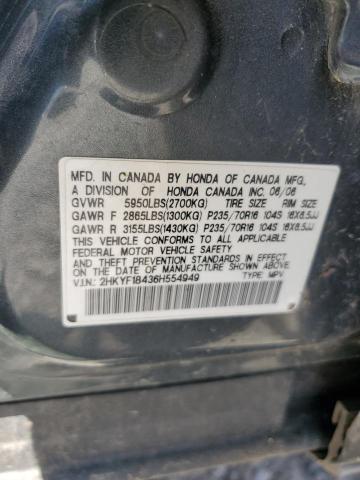 MFD. IN CANADA BY HONDA OF CANADA MFG.,
A DIVISION OF HONDA CANADA INC. 06/06
GVWR 5950LBS(2700KG) TIRE SIZE RIM SIZE
GAWR F 2865LBS(1300KG) P235/70R16 104S 16X6.5JJ
GAWR R 3155LBS(1430KG) P235/70R16 104S 16X6.5JJ
THIS VEHICLE CONFORMS TO ALL APPLICABLE
FEDERAL MOTOR VEHICLE SAFETY
AND THEFT PREVENTION STANDARDS IN EFFECT
ON THE DATE OF MANUFACTURE SHOWN ABOVE.
V.I.N.: 2HKYF18436H554949 TYPE: MPV